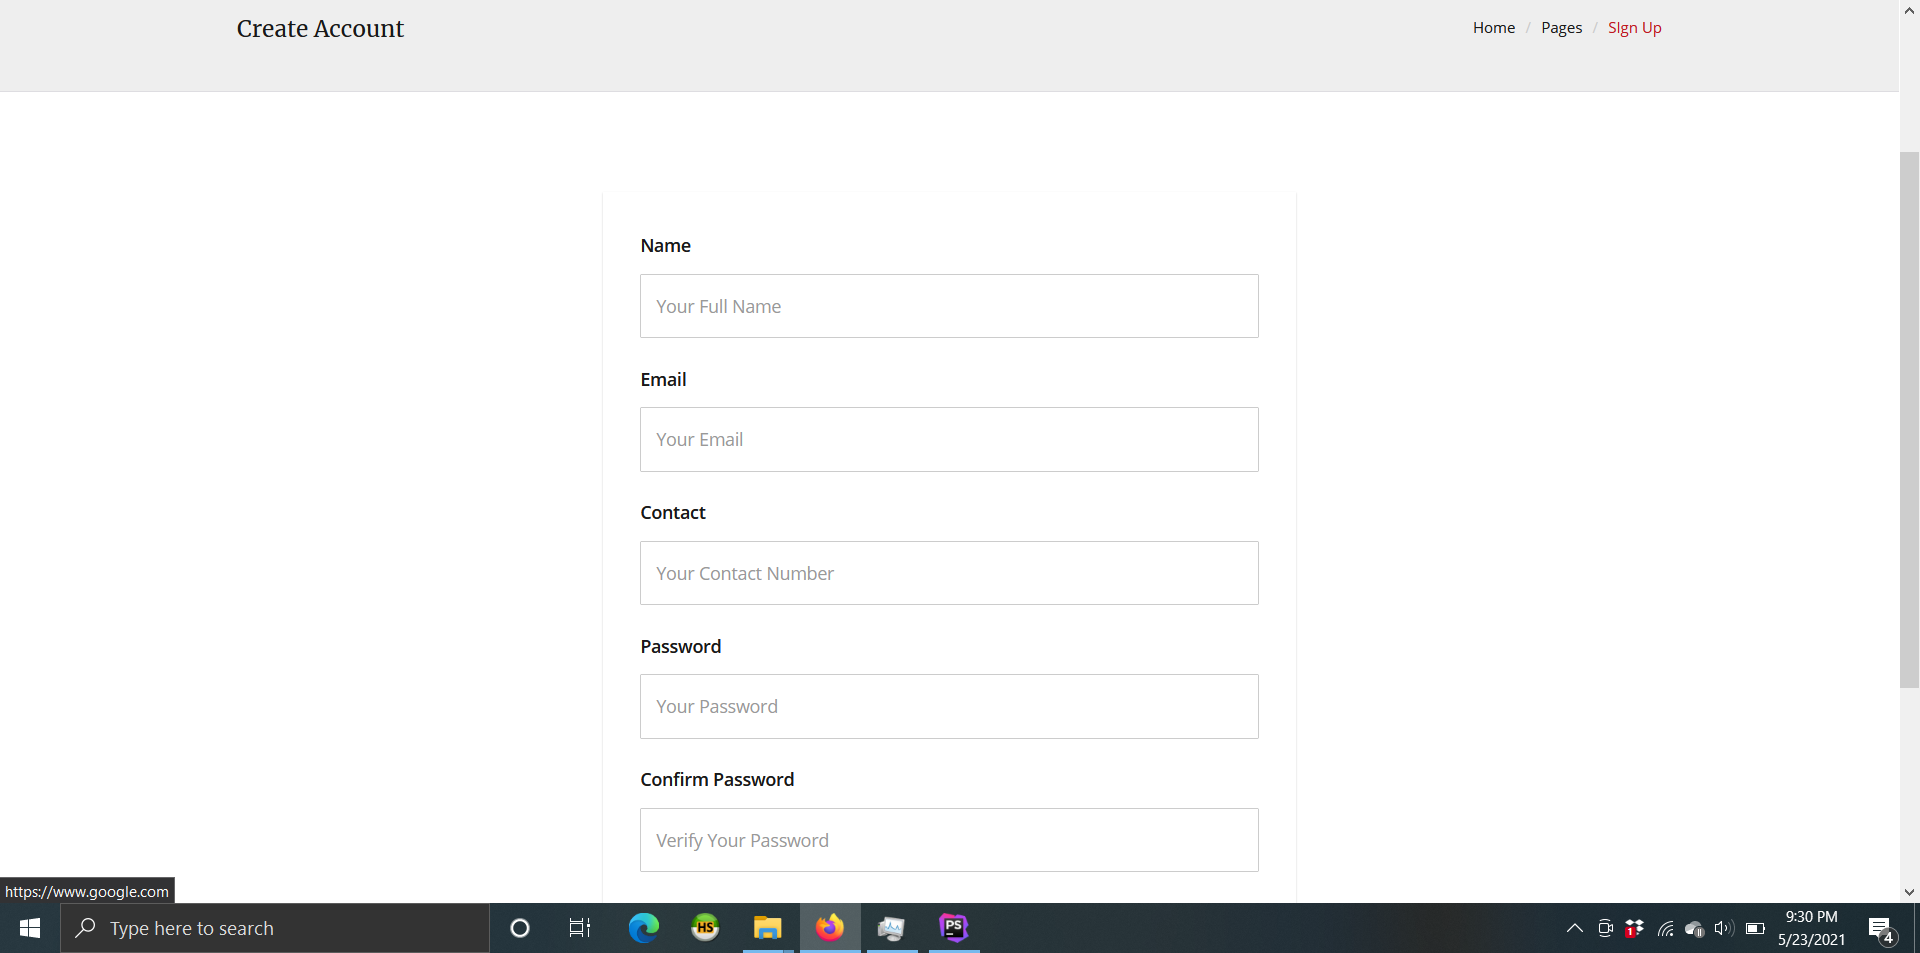 Create Account
Home / Pages / SIgn Up
Name
Your Full Name
Email
Your Email
Contact
Your Contact Number
Password
Your Password
Confirm Password
Verify Your Password
https://www.google.com
Type here to search
HS
PS
1
9:30 PM
5/23/2021
4